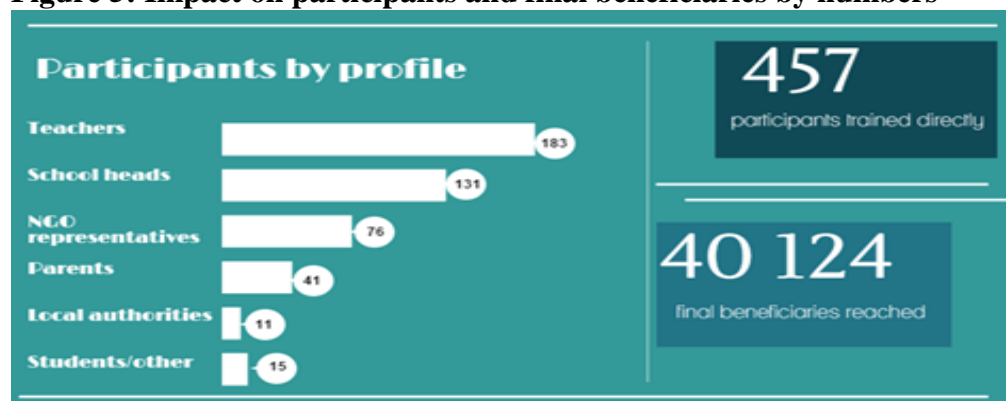 Figure 3: Impact on participants and final beneficiaries by numbers
Participants by profile
Teachers
183
School heads
131
NGO
representatives
76
Parents
41
Local authorities
11
Students/other
15
457
participants trained directly
40 124
final beneficiaries reached